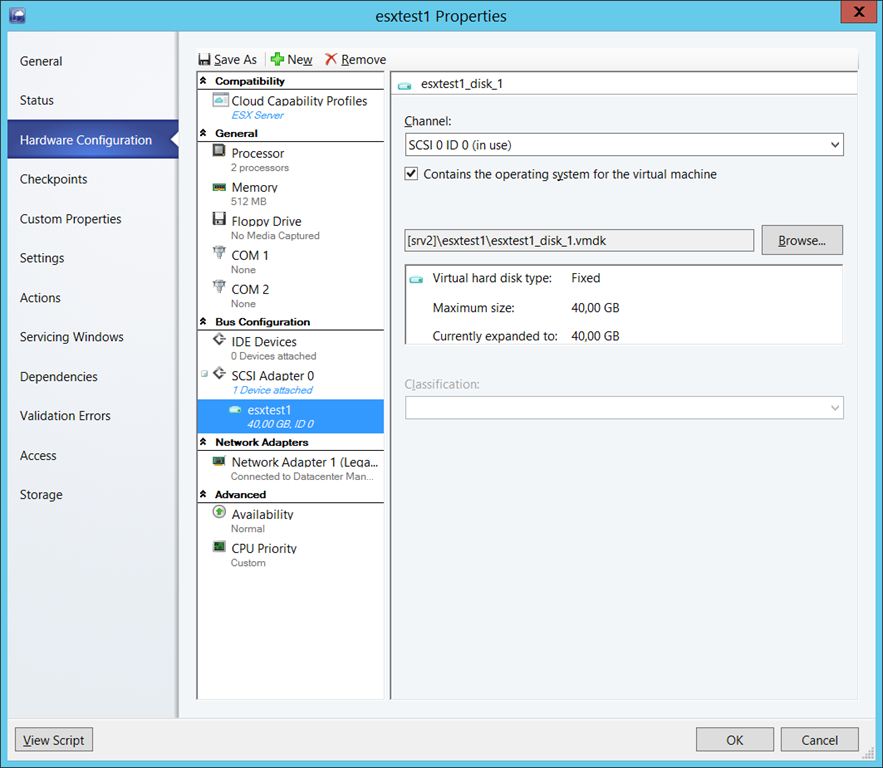 esxtest1 Properties
General
Status
Hardware Configuration
Checkpoints
Custom Properties
Settings
Actions
Servicing Windows
Dependencies
Validation Errors
Access
Storage
Save As New Remove
Compatibility
Cloud Capability Profiles
ESX Server
General
Processor
2 processors
Memory
512 MB
Floppy Drive
No Media Captured
COM 1
None
COM 2
None
Bus Configuration
IDE Devices
0 Devices attached
SCSI Adapter 0
1 Device attached
esxtest1
40,00 GB, ID 0
Network Adapters
Network Adapter 1 (Lega...
Connected to Datacenter Man...
Advanced
Availability
Normal
CPU Priority
Custom
esxtest1_disk_1
Channel:
SCSI 0 ID 0 (in use)
Contains the operating system for the virtual machine
[srv2]\esxtest1\esxtest1_disk_1.vmdk
Browse...
Virtual hard disk type: Fixed
Maximum size: 40,00 GB
Currently expanded to: 40,00 GB
Classification:
View Script
OK
Cancel